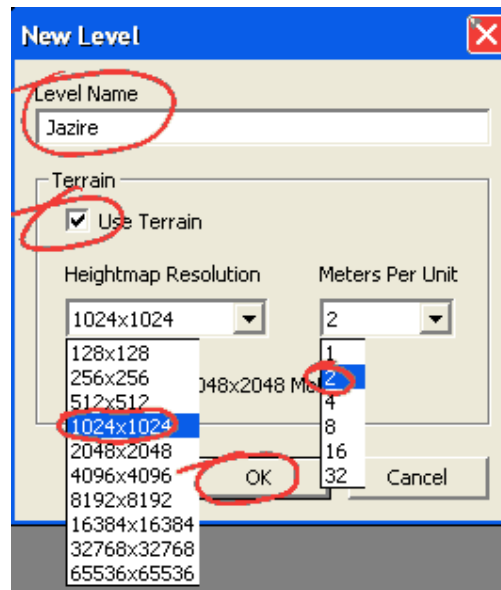 New Level
Level Name
Jazire
Terrain
Use Terrain
Heightmap Resolution
Meters Per Unit
1024x1024
2
128x128
256x256
512x512
1024x1024
2048x2048
4096x4096
8192x8192
16384x16384
32768x32768
65536x65536
1
2
4
8
16
32
048x2048
OK
Cancel